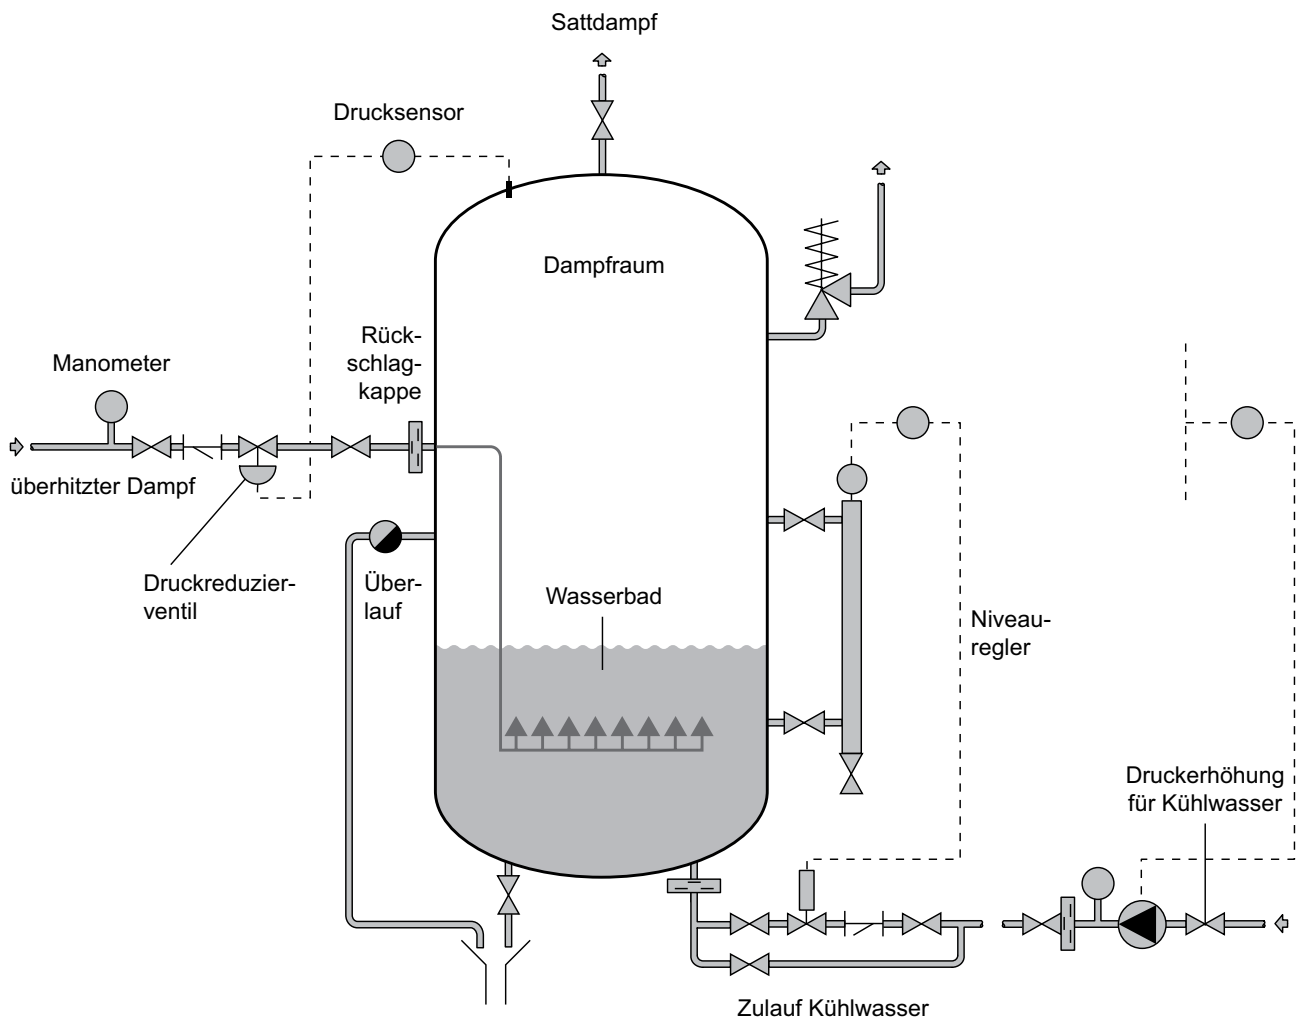 Sattdampf
Drucksensor
Dampfraum
Rück-
schlag-
kappe
Manometer
überhitzter Dampf
Druckreduzier-
ventil
Über-
lauf
Wasserbad
Niveau-
regler
Druckerhöhung
für Kühlwasser
Zulauf Kühlwasser